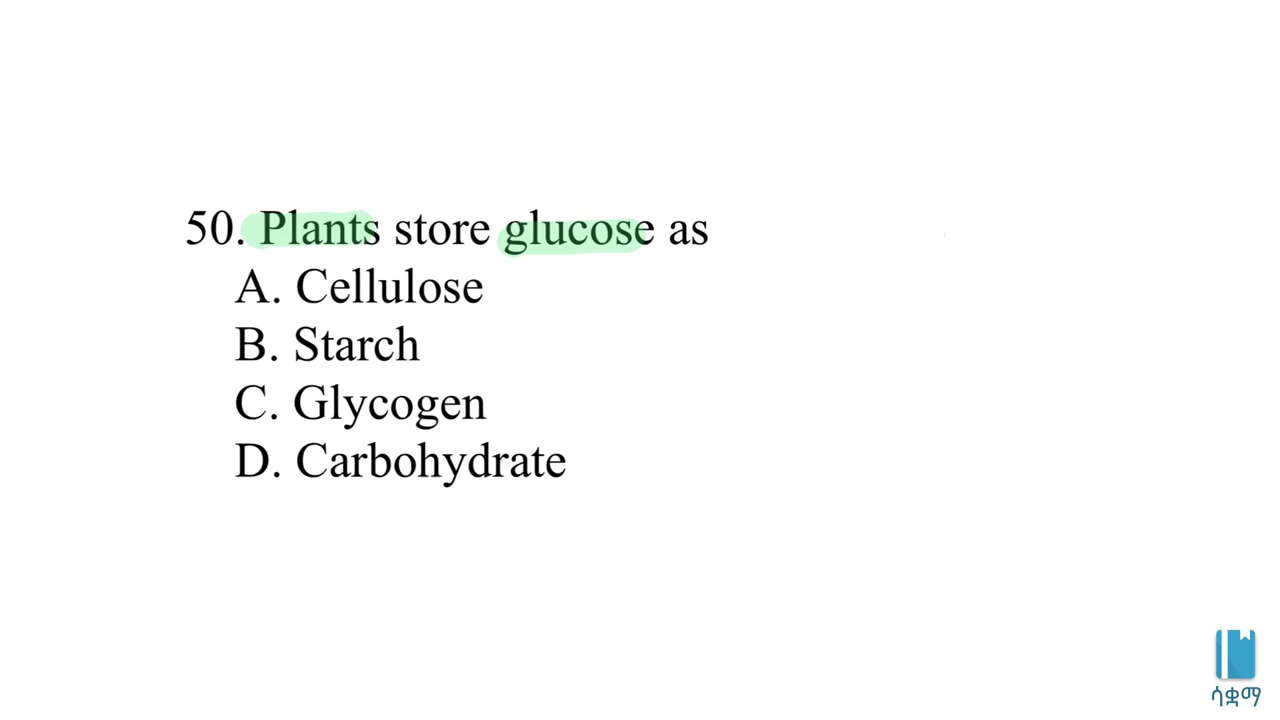 50. Plants store glucose as
A. Cellulose
B. Starch
C. Glycogen
D. Carbohydrate
ሳቋማ